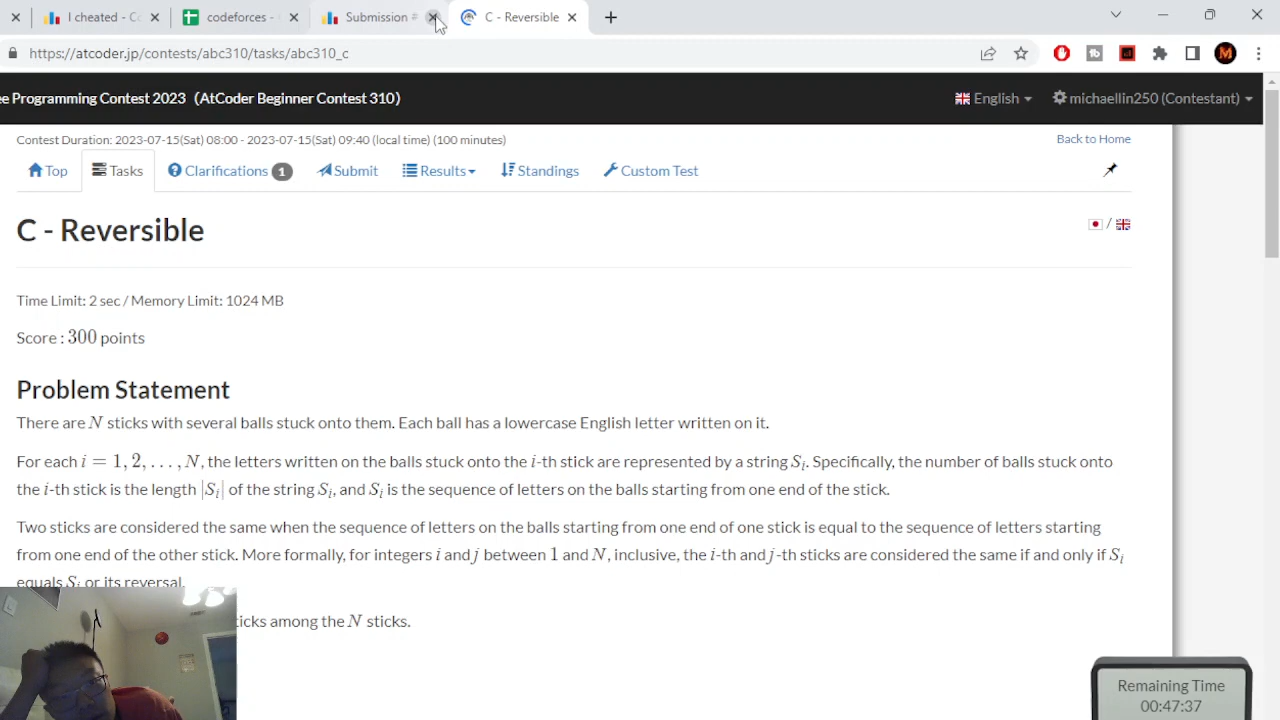 I cheated - Co
codeforces -
Submission #
C - Reversible
https://atcoder.jp/contests/abc310/tasks/abc310_c
ee Programming Contest 2023 (AtCoder Beginner Contest 310)
English
michaellin250 (Contestant)
Contest Duration: 2023-07-15(Sat) 08:00 - 2023-07-15(Sat) 09:40 (local time) (100 minutes)
Back to Home
Top
Tasks
Clarifications 1
Submit
Results
Standings
Custom Test
C - Reversible
/
Time Limit: 2 sec / Memory Limit: 1024 MB
Score : 300 points
Problem Statement
There are N sticks with several balls stuck onto them. Each ball has a lowercase English letter written on it.
For each i = 1, 2, . . . , N, the letters written on the balls stuck onto the i-th stick are represented by a string Si. Specifically, the number of balls stuck onto
the i-th stick is the length |Si| of the string Si, and Si is the sequence of letters on the balls starting from one end of the stick.
Two sticks are considered the same when the sequence of letters on the balls starting from one end of one stick is equal to the sequence of letters starting
from one end of the other stick. More formally, for integers i and j between 1 and N, inclusive, the i-th and j-th sticks are considered the same if and only if Si
equals Sj or its reversal.
ticks among the N sticks.
Remaining Time
00:47:37